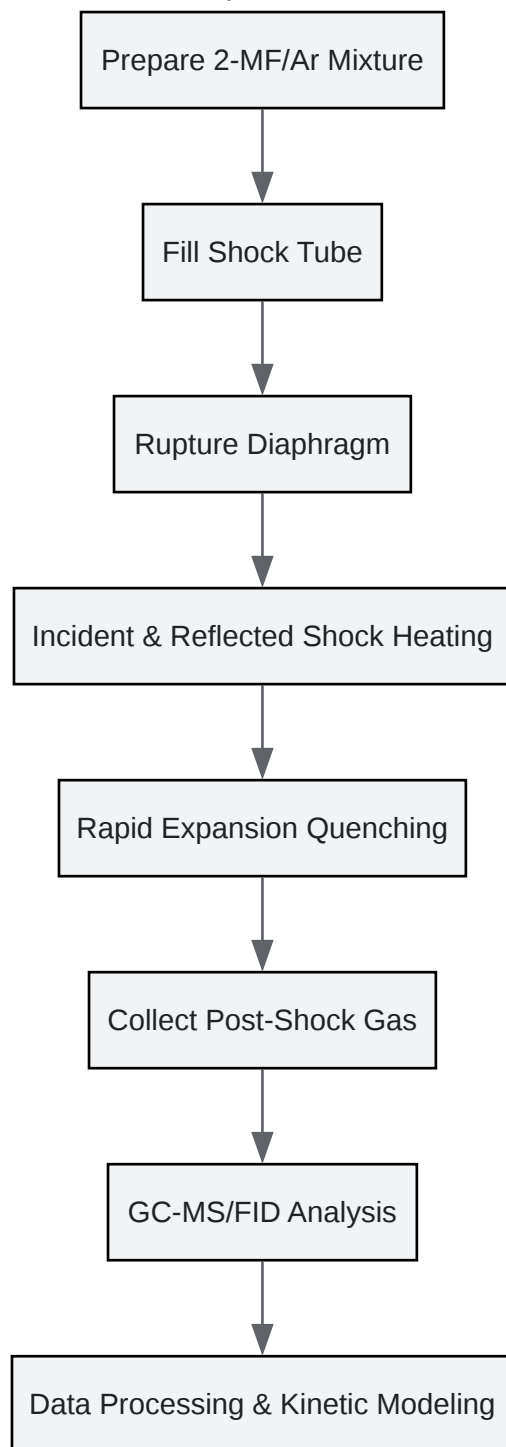 Prepare 2-MF/Ar Mixture
Fill Shock Tube
Rupture Diaphragm
Incident & Reflected Shock Heating
Rapid Expansion Quenching
Collect Post-Shock Gas
GC-MS/FID Analysis
Data Processing & Kinetic Modeling